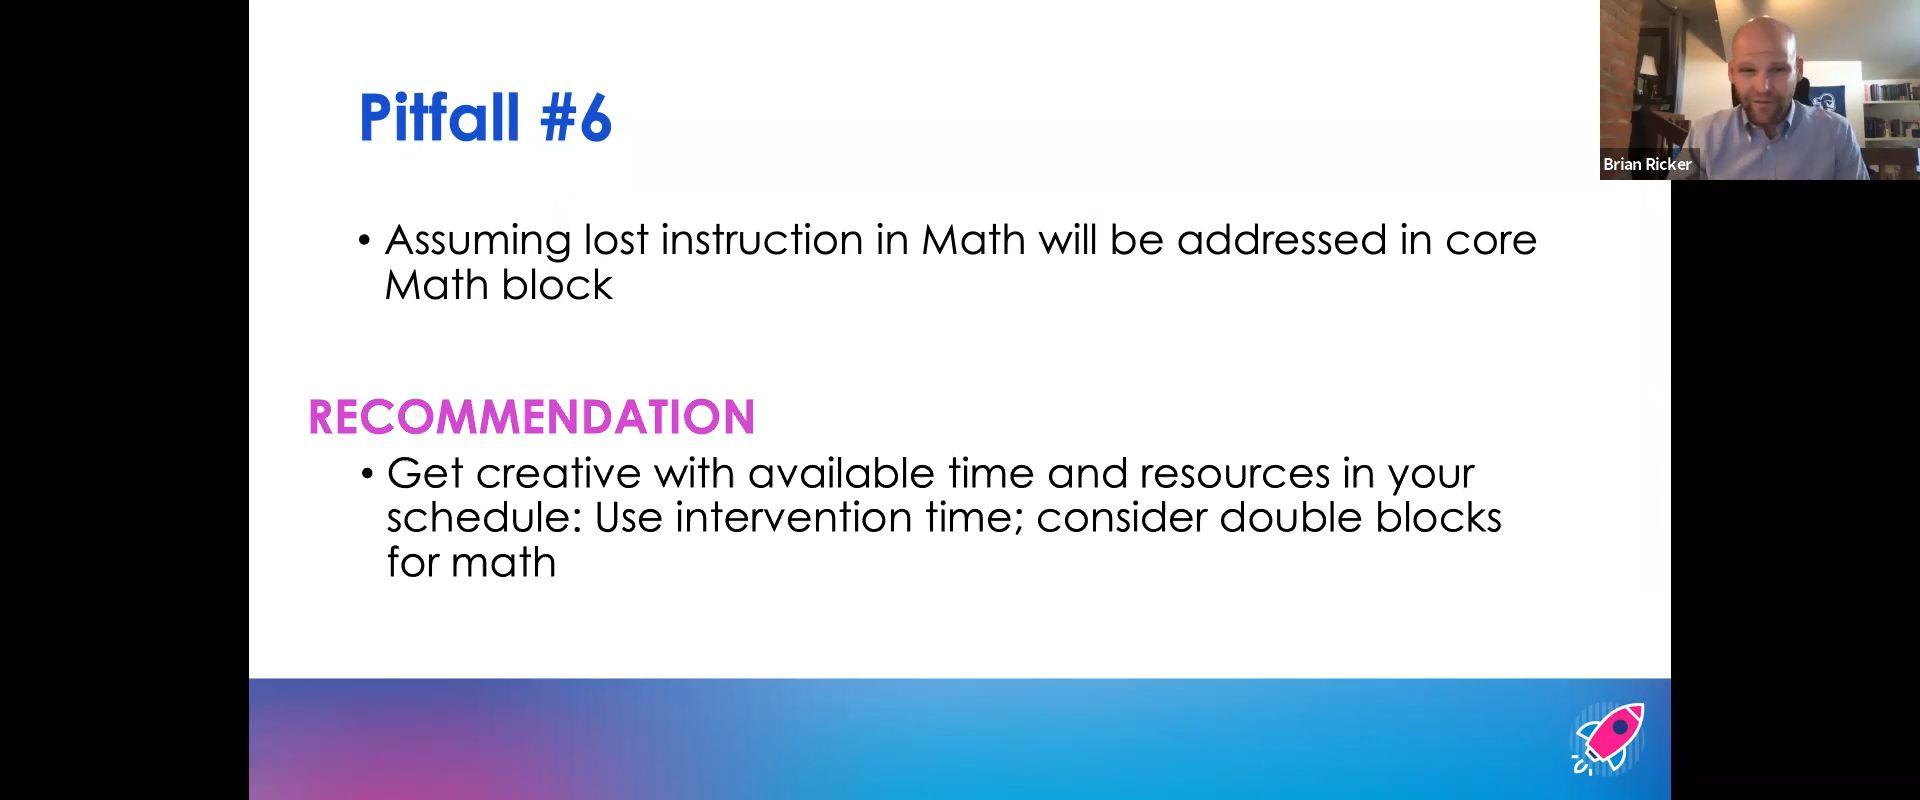 Pitfall #6
• Assuming lost instruction in Math will be addressed in core
Math block
RECOMMENDATION
• Get creative with available time and resources in your
schedule: Use intervention time; consider double blocks
for math
Brian Ricker